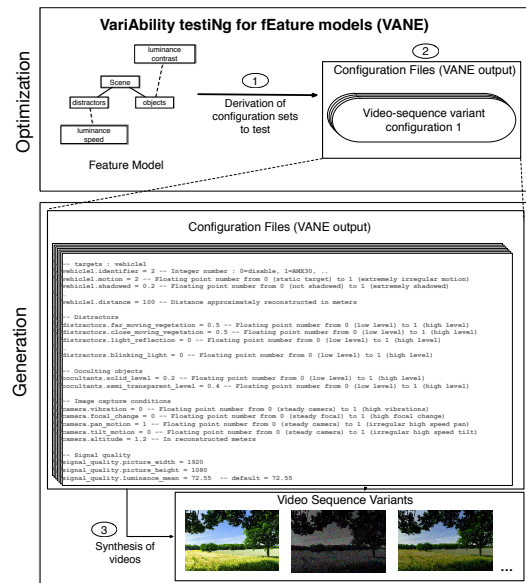 VariAbility testiNg for fEature models (VANE)
Optimization
luminance
contrast
Scene
distractors
objects
luminance
speed
Feature Model
1
Derivation of
configuration sets
to test
2
Configuration Files (VANE output)
Video-sequence variant
configuration 1
Generation
Configuration Files (VANE output)
-- targets : vehicle1
vehicle1.identifier = 2 -- Integer number : 0=disable, 1=AMX30, ..
vehicle1.motion = 2 -- Floating point number from 0 (static target) to 1 (extremely irregular motion)
vehicle1.shadowed = 0.2 -- Floating point number from 0 (not shadowed) to 1 (extremely shadowed)
vehicle1.distance = 100 -- Distance approximately reconstructed in meters
-- Distractors
distractors.far_moving_vegetation = 0.5 -- Floating point number from 0 (low level) to 1 (high level)
distractors.close_moving_vegetation = 0.5 -- Floating point number from 0 (low level) to 1 (high level)
distractors.light_reflection = 0 -- Floating point number from 0 (low level) to 1 (high level)
distractors.blinking_light = 0 -- Floating point number from 0 (low level) to 1 (high level)
-- Occulting objects
occultants.solid_level = 0.2 -- Floating point number from 0 (low level) to 1 (high level)
occultants.semi_transparent_level = 0.4 -- Floating point number from 0 (low level) to 1 (high level)
-- Image capture conditions
camera.vibration = 0 -- Floating point number from 0 (steady camera) to 1 (high vibrations)
camera.focal_change = 0 -- Floating point number from 0 (steady focal) to 1 (high focal change)
camera.pan_motion = 1 -- Floating point number from 0 (steady camera) to 1 (irregular high speed pan)
camera.tilt_motion = 0 -- Floating point number from 0 (steady camera) to 1 (irregular high speed tilt)
camera.altitude = 1.2 -- In reconstructed meters
-- Signal quality
signal_quality.picture_width = 1920
signal_quality.picture_height = 1080
signal_quality.luminance_mean = 72.55 -- default = 72.55
3
Synthesis of
videos
Video Sequence Variants
...